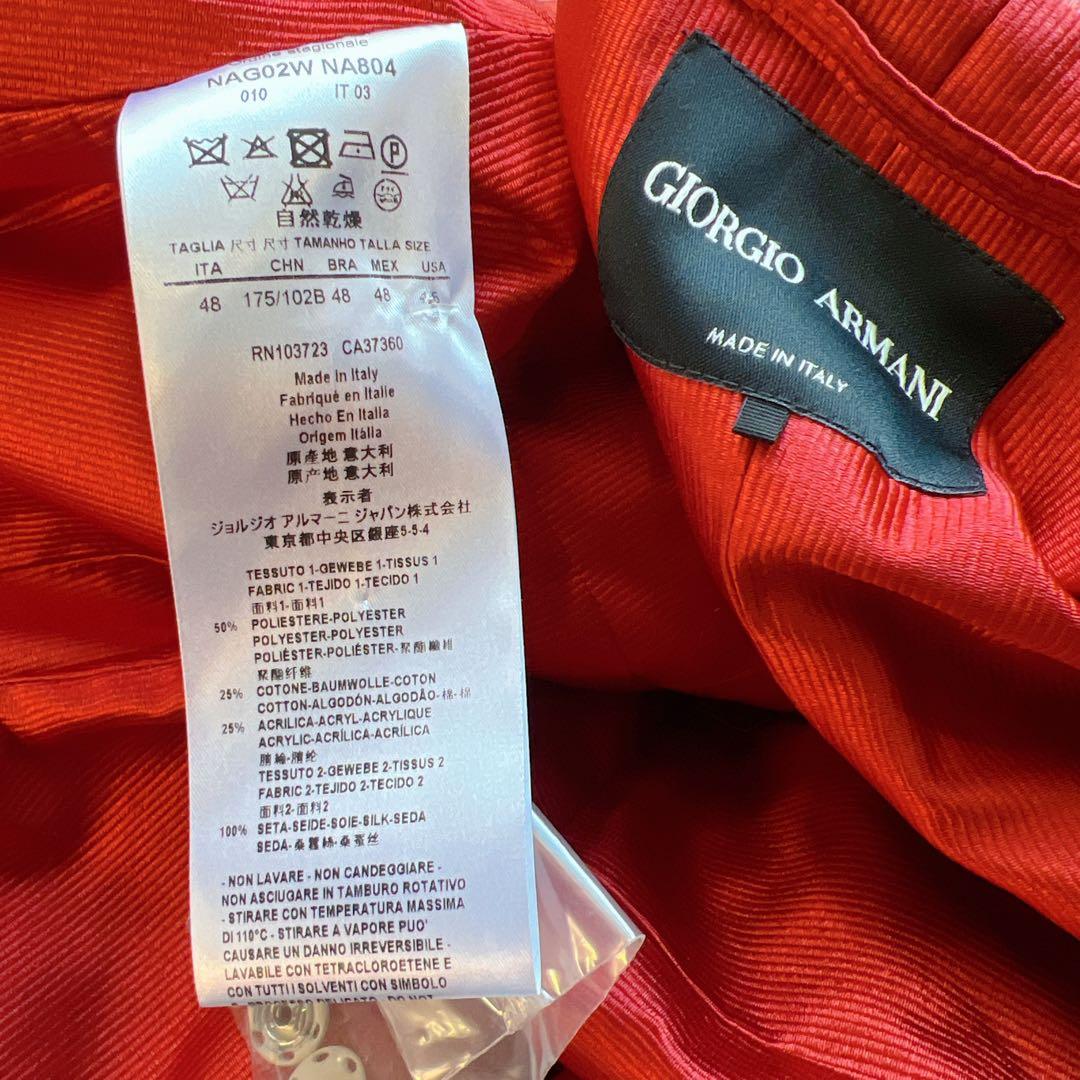 Ordine stagionale
NAG02W NA804
010 IT 03
自然乾燥
TAGLIA 尺寸 尺寸 TAMANHO TALLA SIZE
ITA CHN BRA MEX USA
48 175/102B 48 48
RN103723 CA37360
Made In Italy
Fabriqué en Italie
Hecho En Italia
Origem Itália
原產地 意大利
原产地 意大利
表示者
ジョルジオ アルマーニ ジャパン株式会社
東京都中央区銀座5-5-4
TESSUTO 1-GEWEBE 1-TISSUS 1
FABRIC 1-TEJIDO 1-TECIDO 1
面料1-面料1
50% POLIESTERE-POLYESTER
POLYESTER-POLYESTER
POLIÉSTER-POLIÉSTER-聚酯纖維
聚酯纤维
25% COTONE-BAUMWOLLE-COTON
COTTON-ALGODÓN-ALGODÃO-棉-棉
25% ACRILICA-ACRYL-ACRYLIQUE
ACRYLIC-ACRÍLICA-ACRÍLICA
腈綸-腈纶
TESSUTO 2-GEWEBE 2-TISSUS 2
FABRIC 2-TEJIDO 2-TECIDO 2
面料2-面料2
100% SETA-SEIDE-SOIE-SILK-SEDA
SEDA-桑蠶絲-桑蚕丝
- NON LAVARE - NON CANDEGGIARE -
NON ASCIUGARE IN TAMBURO ROTATIVO
- STIRARE CON TEMPERATURA MASSIMA
DI 110°C - STIRARE A VAPORE PUO'
CAUSARE UN DANNO IRREVERSIBILE -
LAVABILE CON TETRACLOROETENE E
CON TUTTI I SOLVENTI CON SIMBOLO
PROCESSO DELICATO - DO NOT
GIORGIO ARMANI
MADE IN ITALY